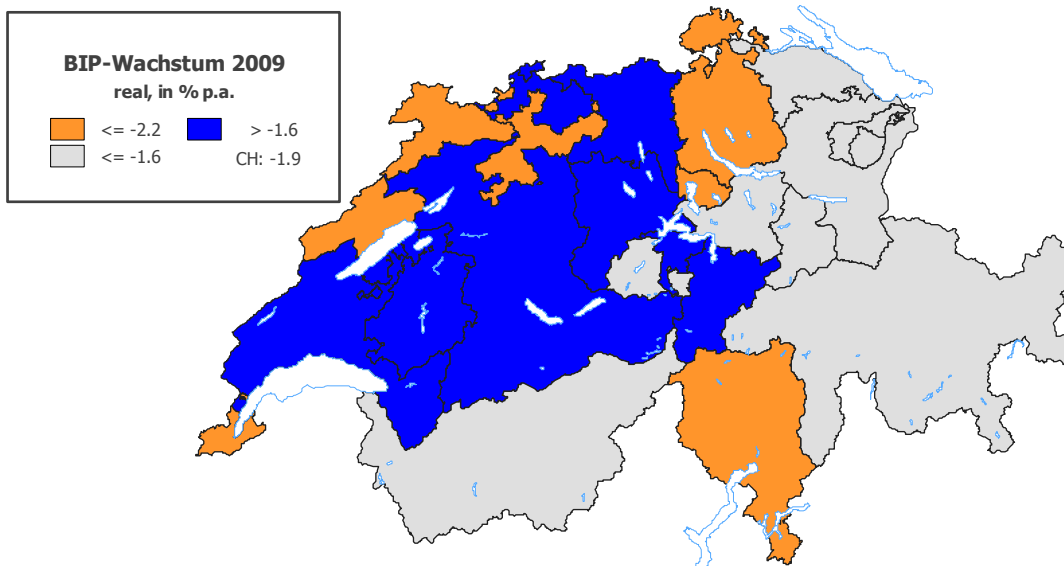 BIP-Wachstum 2009
real, in % p.a.
<= -2.2 > -1.6
<= -1.6 CH: -1.9